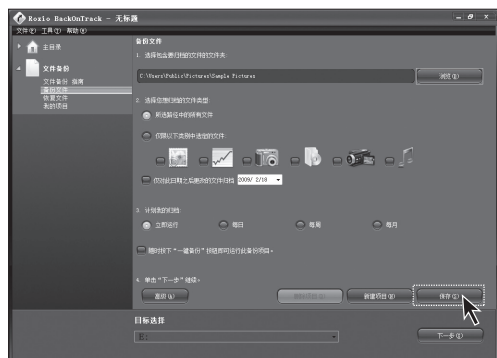 Roxio BackOnTrack - 无标题
文件(F) 工具(T) 帮助(H)
主目录
文件备份
文件备份 指南
备份文件
恢复文件
我的项目
备份文件
1. 选择包含要归档的文件的文件夹:
C:\Users\Public\Pictures\Sample Pictures
浏览(B)
2. 选择您想归档的文件类型:
所选路径中的所有文件
仅限以下类别中选定的文件:
仅对此日期之后更改的文件归档 2009/ 2/18
3. 计划我的归档:
立即运行
每日
每周
每月
随时按下“一键备份”按钮即可运行此备份项目。
4. 单击“下一步”继续。
高级(A)
新建项目(N)
保存(S)
目标选择
E:
下一步(N)